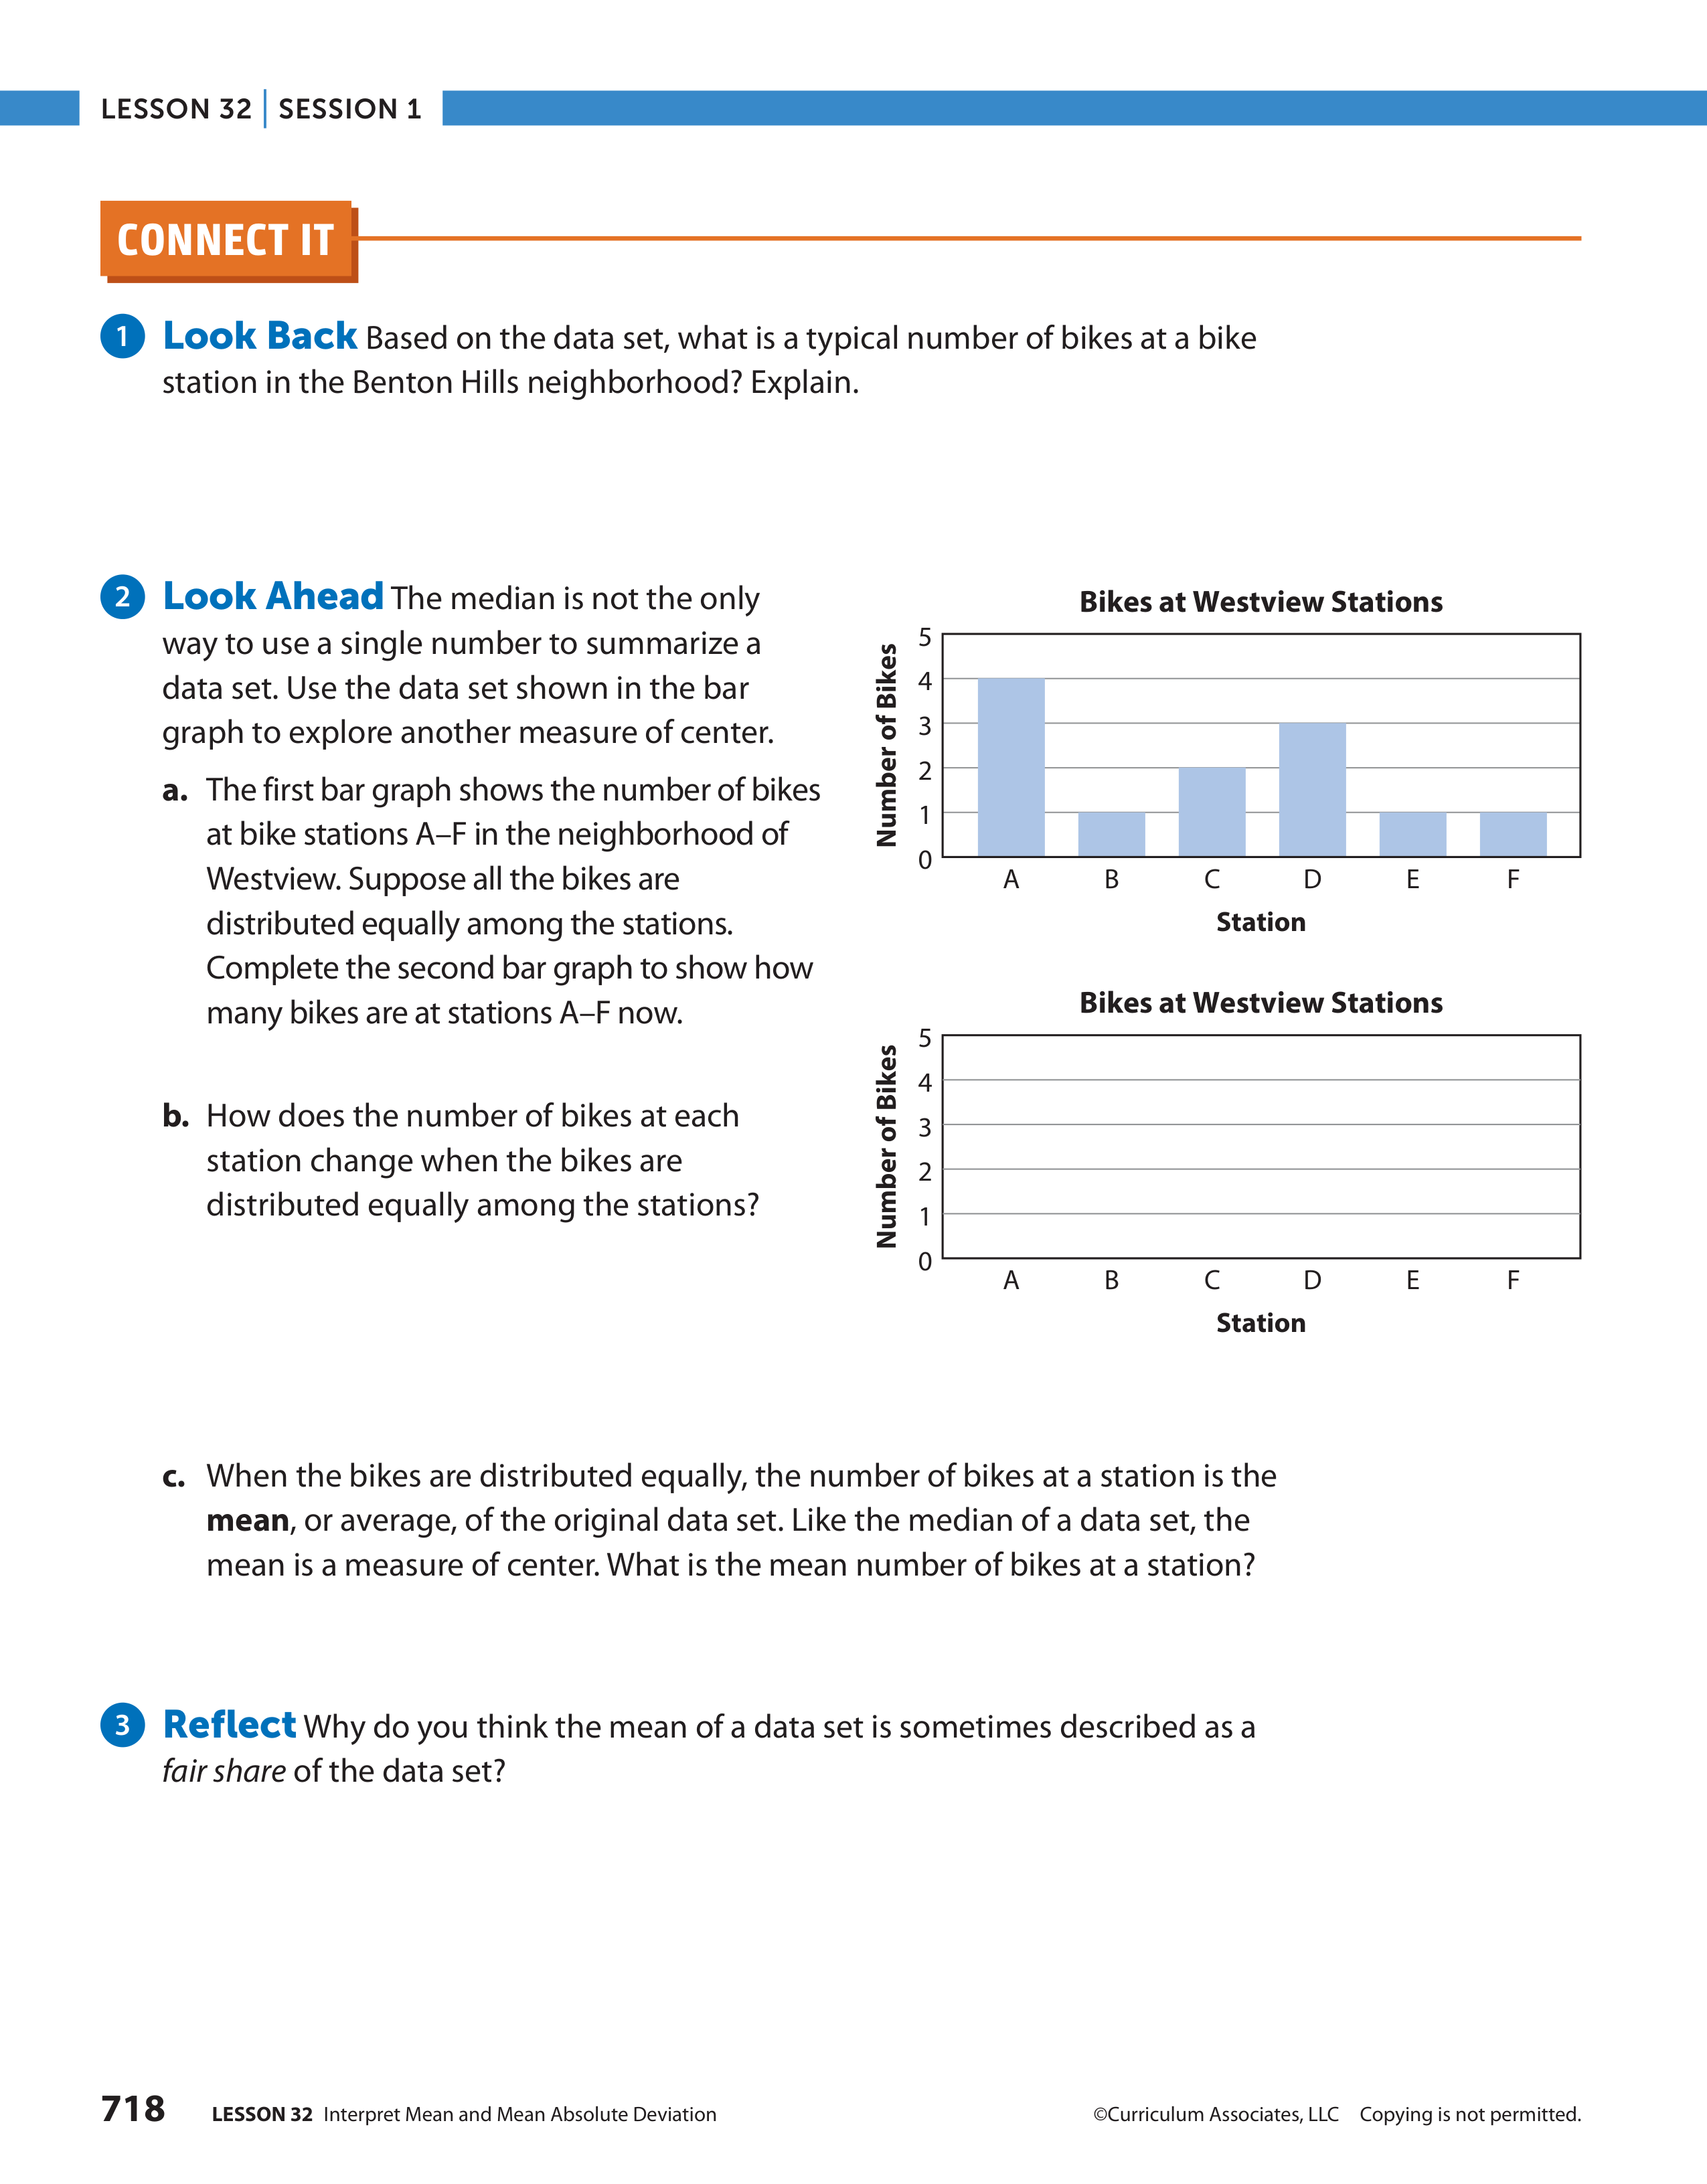 LESSON 32 | SESSION 1
CONNECT IT
1 Look Back Based on the data set, what is a typical number of bikes at a bike
station in the Benton Hills neighborhood? Explain.
2 Look Ahead The median is not the only
way to use a single number to summarize a
data set. Use the data set shown in the bar
graph to explore another measure of center.
a. The first bar graph shows the number of bikes
at bike stations A–F in the neighborhood of
Westview. Suppose all the bikes are
distributed equally among the stations.
Complete the second bar graph to show how
many bikes are at stations A–F now.
b. How does the number of bikes at each
station change when the bikes are
distributed equally among the stations?
Bikes at Westview Stations
Number of Bikes
5
4
3
2
1
0
A B C D E F
Station
Bikes at Westview Stations
Number of Bikes
5
4
3
2
1
0
A B C D E F
Station
c. When the bikes are distributed equally, the number of bikes at a station is the
mean, or average, of the original data set. Like the median of a data set, the
mean is a measure of center. What is the mean number of bikes at a station?
3 Reflect Why do you think the mean of a data set is sometimes described as a
fair share of the data set?
718 LESSON 32 Interpret Mean and Mean Absolute Deviation
©Curriculum Associates, LLC Copying is not permitted.